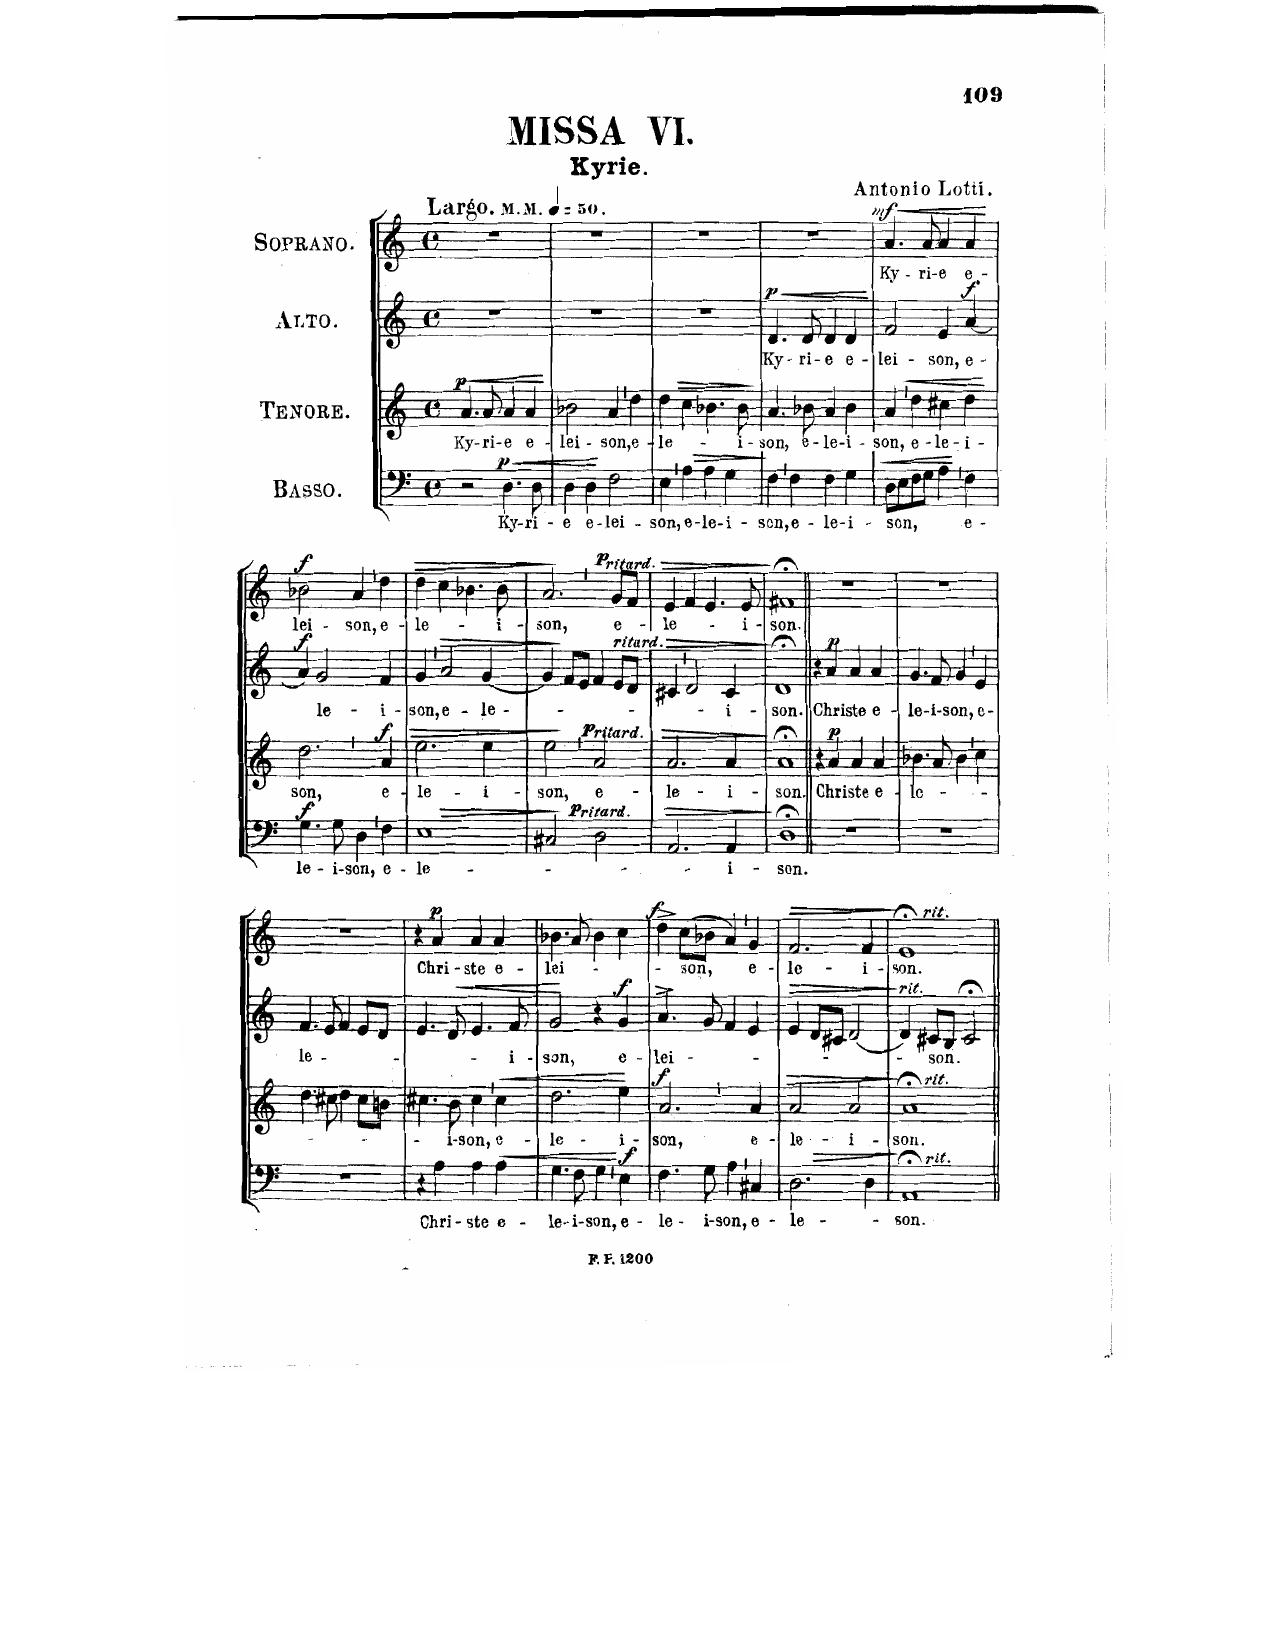 109
MISSA VI.
Kyrie.
Antonio Lotti.
Largo. M.M. ♩= 50.
mf
SOPRANO.
Ky - ri-e e -
p f
ALTO.
Ky - ri - e e - lei - son, e -
p
TENORE.
Ky-ri-e e - lei - son, e - le - i - son, e-le-i - son, e-le-i -
p
BASSO.
Ky-ri - e e-lei - son, e-le-i - son, e - le-i - son, e -
f P ritard.
lei - son, e - le - i - son, e - le - i - son.
f ritard.
le - i - son, e - le - i - son. Christe e - le-i-son, e-
f P ritard. p
son, e - le - i - son, e - le - i - son. Christe e - le -
f P ritard.
le - i-son, e - le - i - son.
p f rit.
Chri - ste e - lei - son, e - le - i - son.
f rit.
le - i - son, e - lei - son.
f rit.
i-son, e - le - i - son, e - le - i - son.
f rit.
Chri - ste e - le-i-son, e - le - i-son, e - le - son.
F. P. 1200